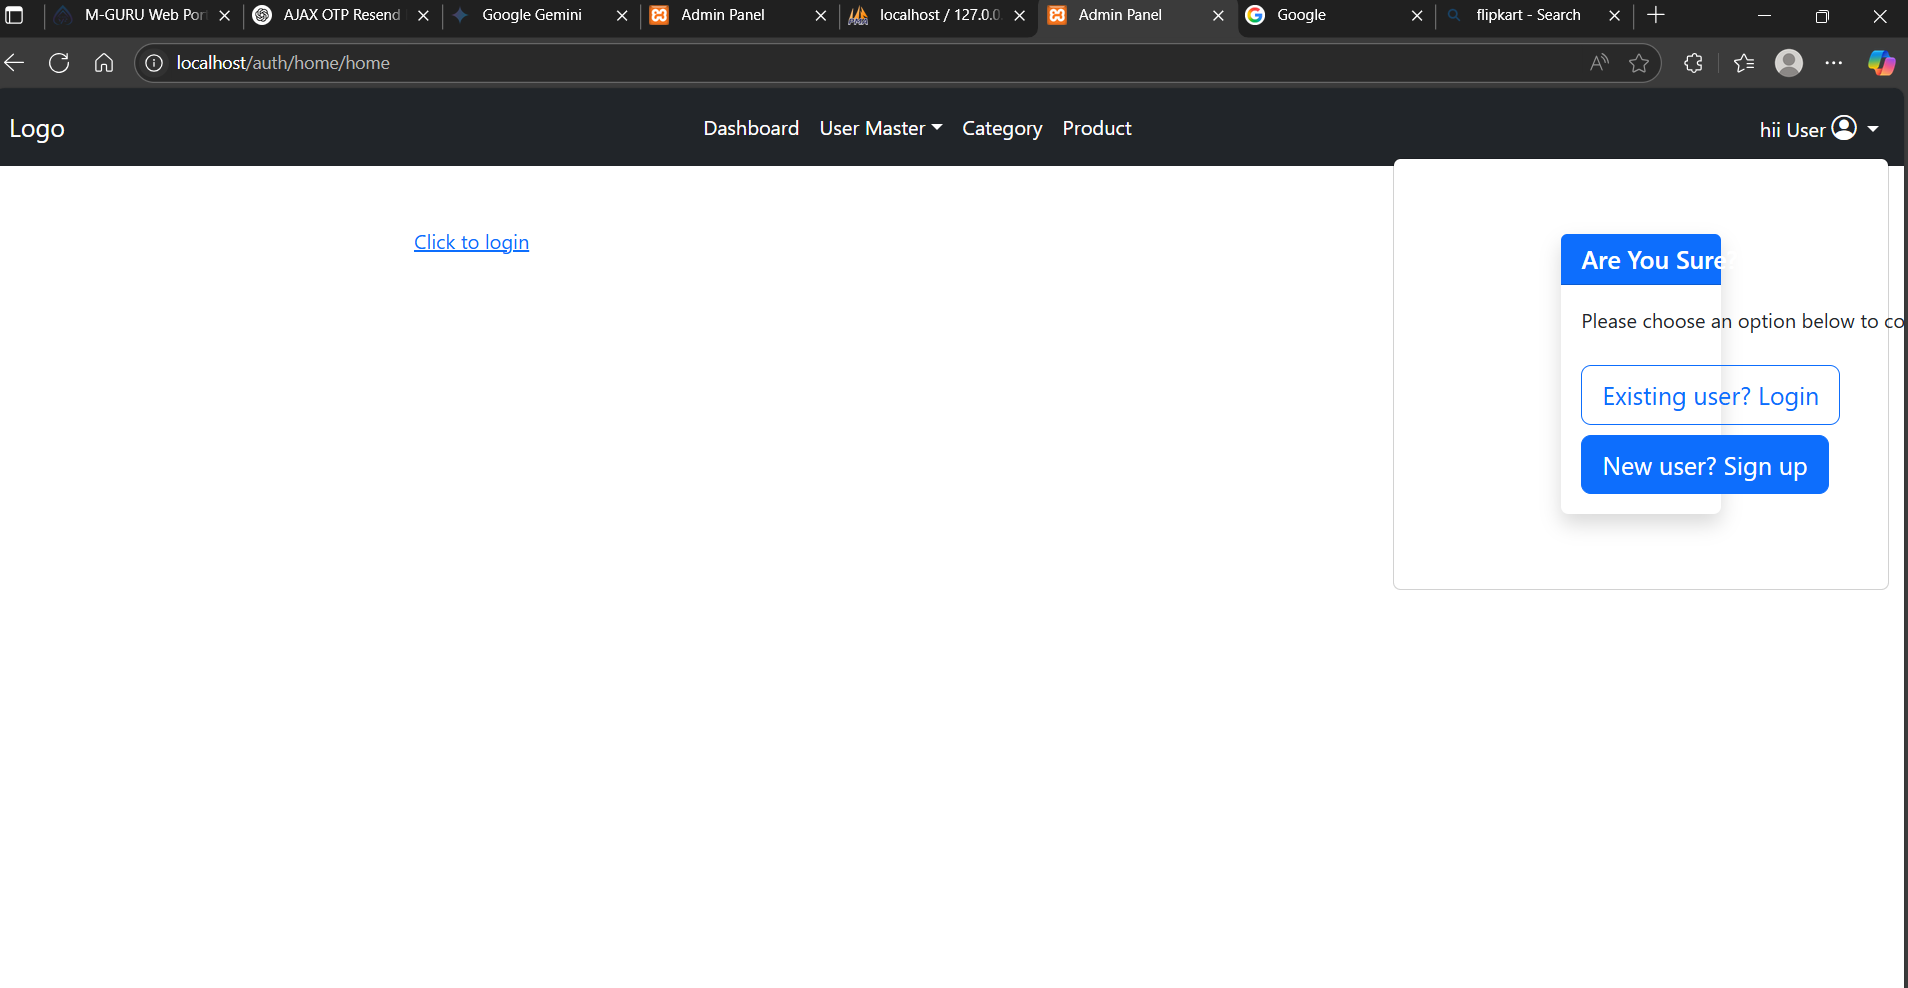 M-GURU Web Por
AJAX OTP Resend
Google Gemini
Admin Panel
localhost / 127.0.0.
Admin Panel
Google
flipkart - Search
localhost/auth/home/home
Logo
Dashboard
User Master
Category
Product
hii User
Click to login
Are You Sure?
Please choose an option below to co
Existing user? Login
New user? Sign up